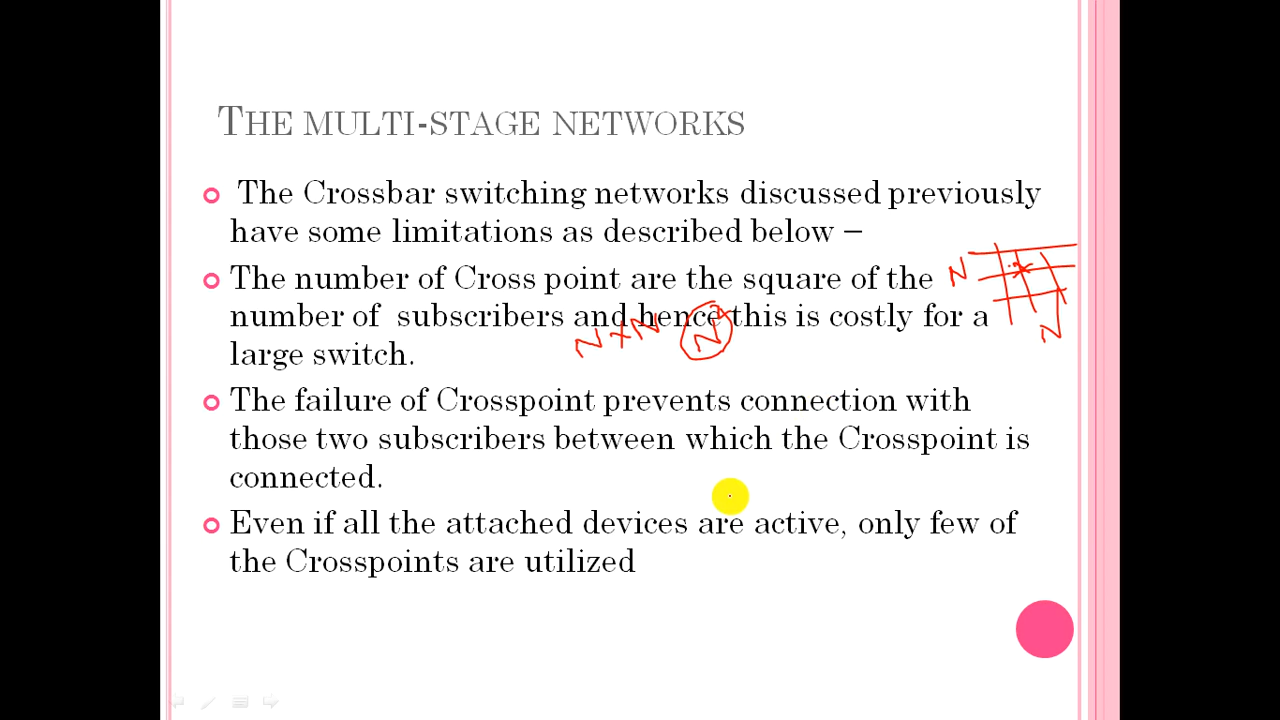 THE MULTI-STAGE NETWORKS
The Crossbar switching networks discussed previously
have some limitations as described below –
The number of Cross point are the square of the
N
number of subscribers and hence this is costly for a
N
N×N
N²
large switch.
The failure of Crosspoint prevents connection with
those two subscribers between which the Crosspoint is
connected.
Even if all the attached devices are active, only few of
the Crosspoints are utilized